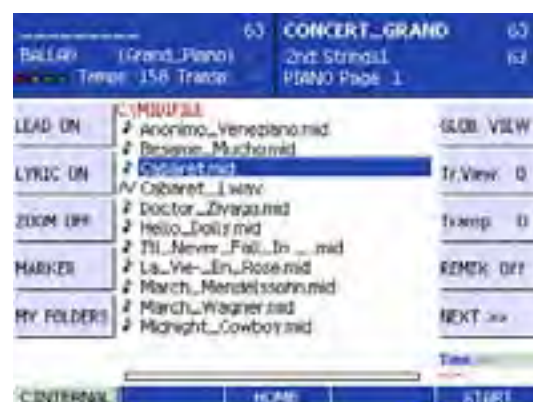 63 CONCERT_GRAND 63
BALLAD (Grand_Piano) 2nd Strings1 63
Tempo 158 Transp PIANO Page 1
C:\MIDIFILE
LEAD ON
Anonimo_Veneziano.mid
GLOB. VIEW
Besame_Mucho.mid
LYRIC ON
Cabaret.mid
Tr.View 0
Cabaret_1.wav
ZOOM OFF
Doctor_Zivago.mid
Transp. 0
Hello_Dolly.mid
I'll_Never_Fall_In_...mid
MARKER
La_Vie-_En_Rose.mid
REMIX OFF
March_Mendelssohn.mid
MY FOLDERS
March_Wagner.mid
NEXT >>
Midnight_Cowboy.mid
Time
C:INTERNAL HOME START